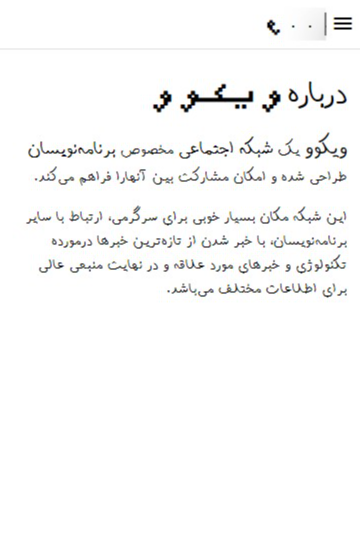 درباره ویکوو
ویکوو یک شبکه اجتماعی مخصوص برنامه‌نویسان
طراحی شده و امکان مشارکت بین آنهارا فراهم می‌کند.
این شبکه مکان بسیار خوبی برای سرگرمی، ارتباط با سایر
برنامه‌نویسان، با خبر شدن از تازه‌ترین خبرها درمورده
تکنولوژی و خبرهای مورد علاقه و در نهایت منبعی عالی
برای اطلاعات مختلف می‌باشد.